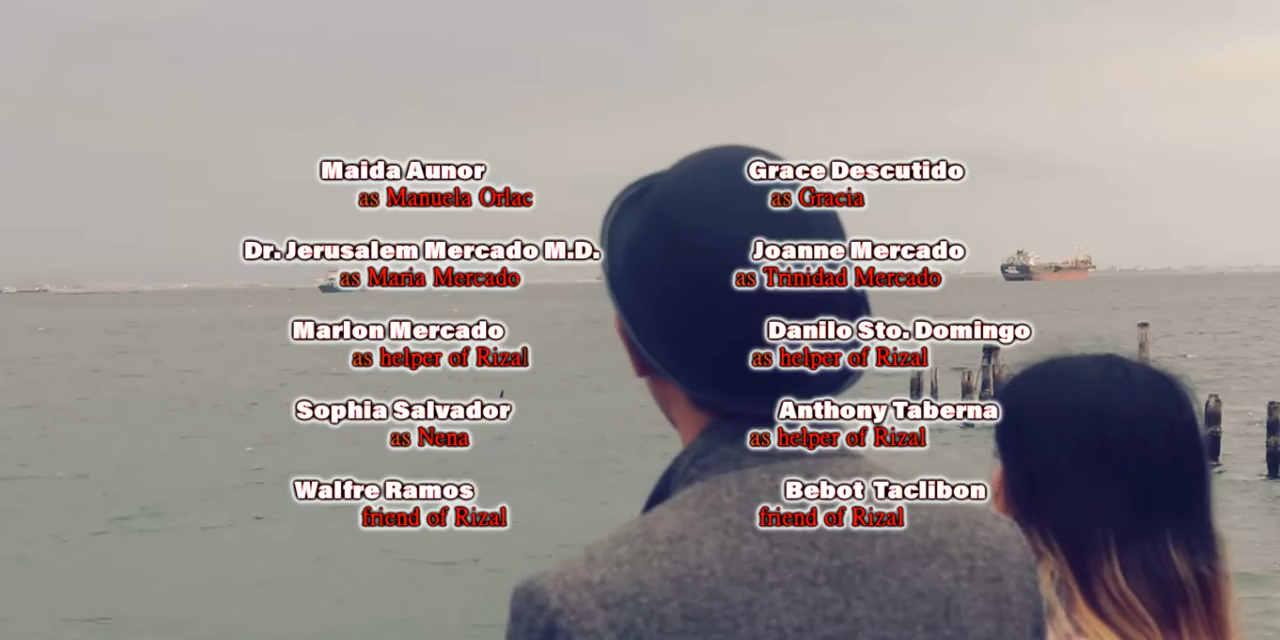 Maida Aunor
as Manuela Orlac
Dr. Jerusalem Mercado M.D.
as Maria Mercado
Marlon Mercado
as helper of Rizal
Sophia Salvador
as Nena
Walfre Ramos
friend of Rizal
Grace Descutido
as Gracia
Joanne Mercado
as Trinidad Mercado
Danilo Sto. Domingo
as helper of Rizal
Anthony Taberna
as helper of Rizal
Bebot Taclibon
friend of Rizal